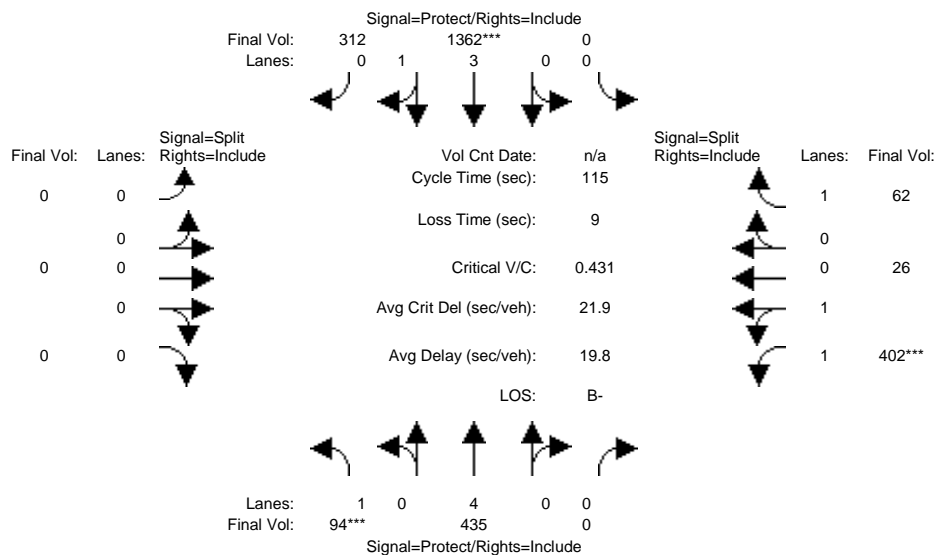 Signal=Protect/Rights=Include
Final Vol: 312 1362*** 0
Lanes: 0 1 3 0 0
Signal=Split
Final Vol: Lanes: Rights=Include
Vol Cnt Date: n/a
Signal=Split
Rights=Include Lanes: Final Vol:
Cycle Time (sec): 115
0 0
1 62
Loss Time (sec): 9
0
0
0 0
Critical V/C: 0.431
0 26
0
Avg Crit Del (sec/veh): 21.9
1
0 0
Avg Delay (sec/veh): 19.8
1 402***
LOS: B-
Lanes: 1 0 4 0 0
Final Vol: 94*** 435 0
Signal=Protect/Rights=Include